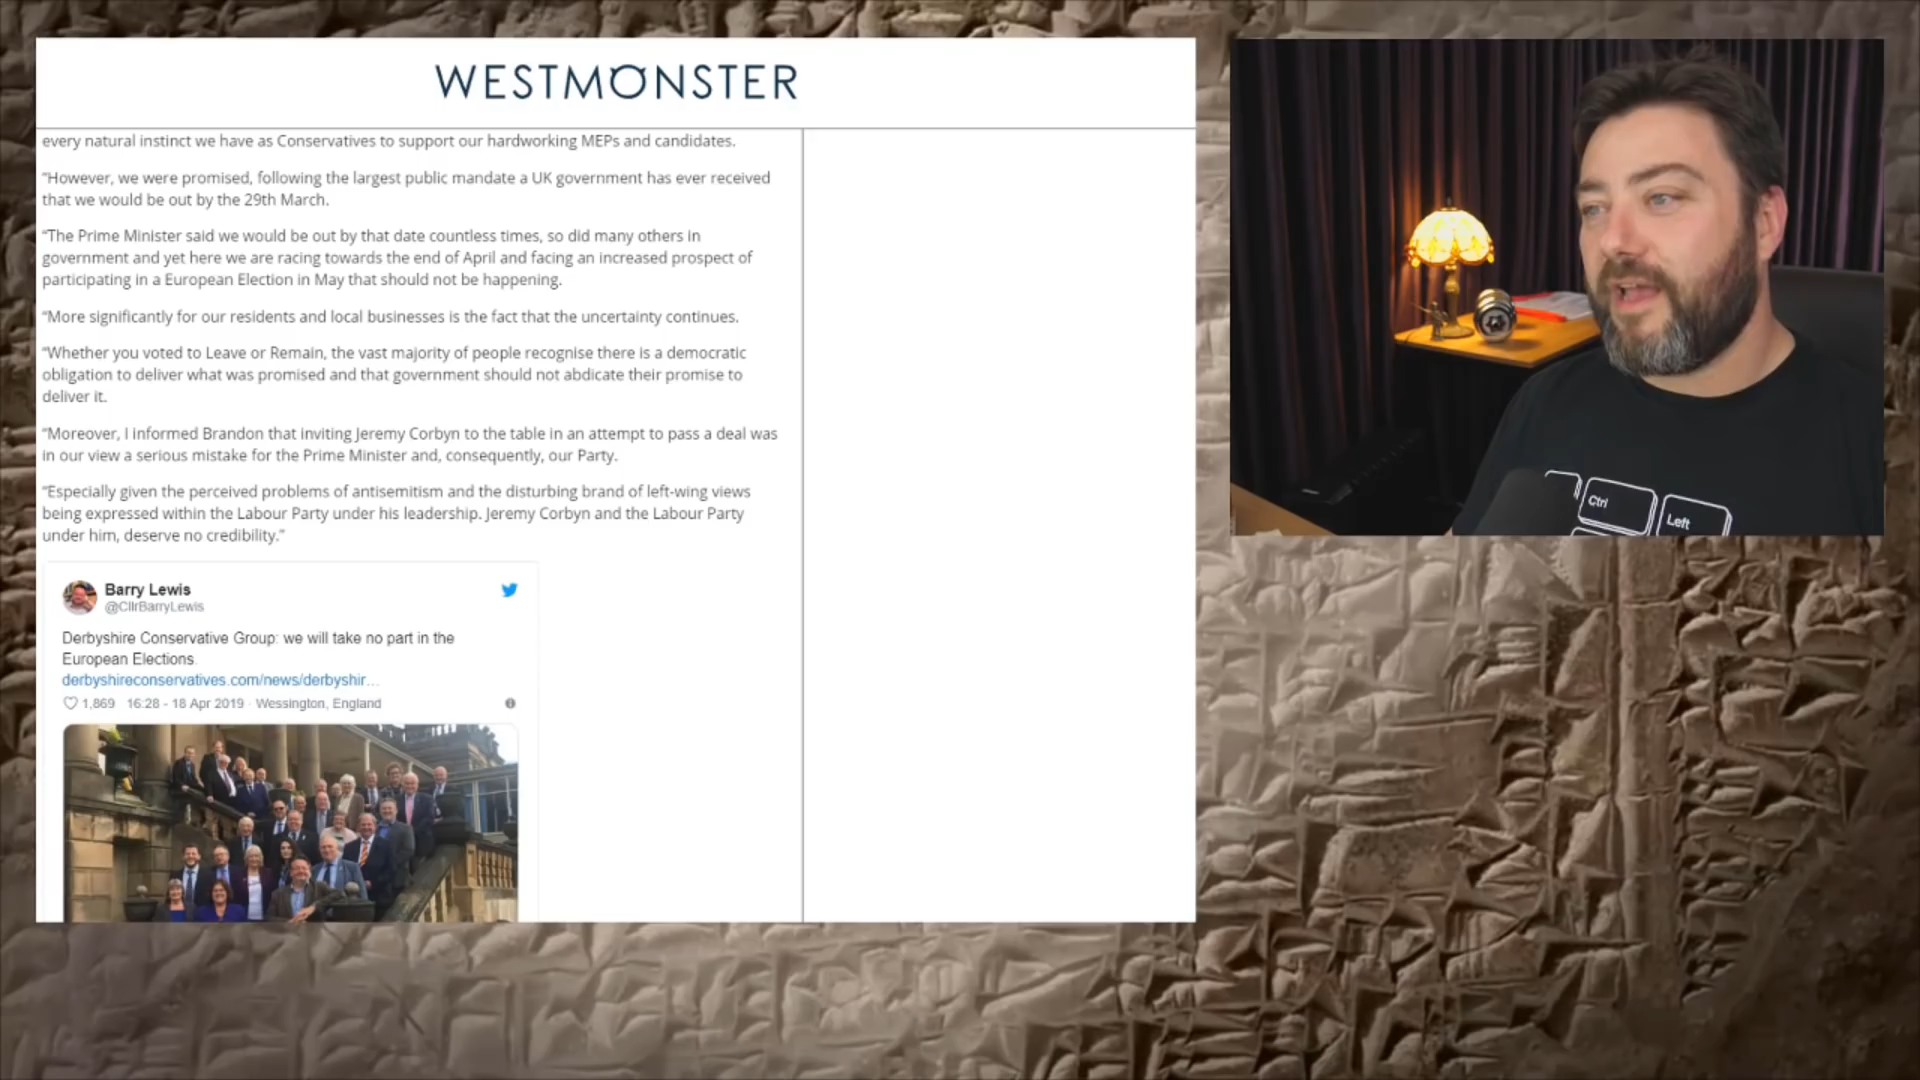 WESTMONSTER
every natural instinct we have as Conservatives to support our hardworking MEPs and candidates.
“However, we were promised, following the largest public mandate a UK government has ever received
that we would be out by the 29th March.
“The Prime Minister said we would be out by that date countless times, so did many others in
government and yet here we are racing towards the end of April and facing an increased prospect of
participating in a European Election in May that should not be happening.
“More significantly for our residents and local businesses is the fact that the uncertainty continues.
“Whether you voted to Leave or Remain, the vast majority of people recognise there is a democratic
obligation to deliver what was promised and that government should not abdicate their promise to
deliver it.
“Moreover, I informed Brandon that inviting Jeremy Corbyn to the table in an attempt to pass a deal was
in our view a serious mistake for the Prime Minister and, consequently, our Party.
“Especially given the perceived problems of antisemitism and the disturbing brand of left-wing views
being expressed within the Labour Party under his leadership. Jeremy Corbyn and the Labour Party
under him, deserve no credibility.”
Barry Lewis
@CllrBarryLewis
Derbyshire Conservative Group: we will take no part in the
European Elections.
derbyshireconservatives.com/news/derbyshir…
1,869 16:28 - 18 Apr 2019 · Wessington, England
Ctrl
Left